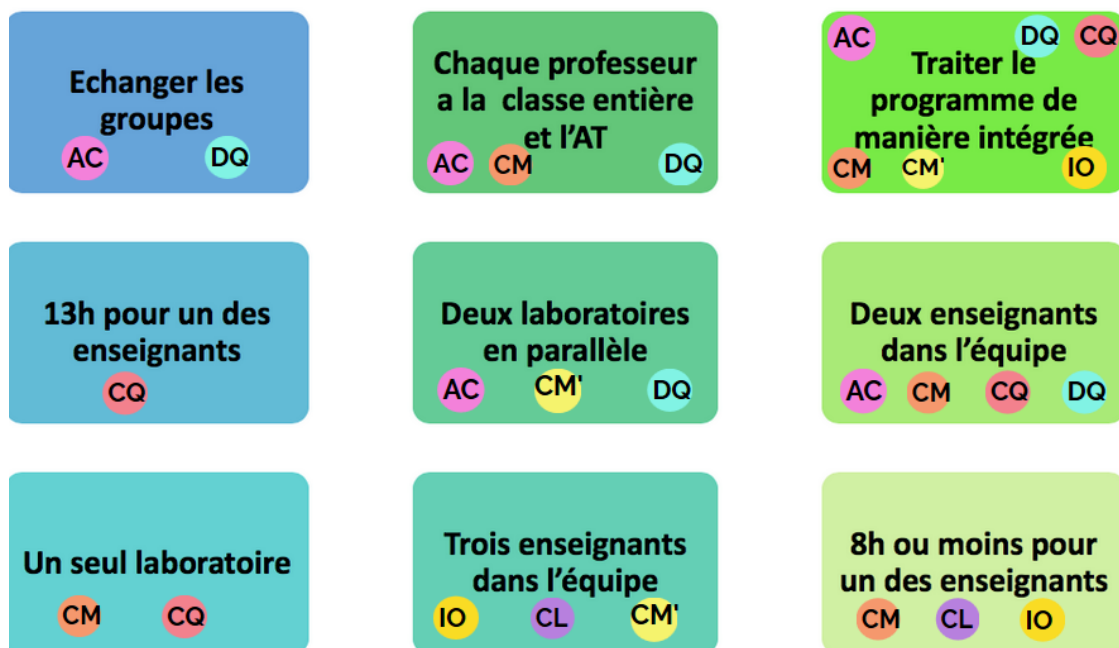 Echanger les
groupes
AC DQ
Chaque professeur
a la classe entière
et l'AT
AC CM DQ
AC DQ CQ
Traiter le
programme de
manière intégrée
CM CM' IO
13h pour un des
enseignants
CQ
Deux laboratoires
en parallèle
AC CM' DQ
Deux enseignants
dans l'équipe
AC CM CQ DQ
Un seul laboratoire
CM CQ
Trois enseignants
dans l'équipe
IO CL CM'
8h ou moins pour
un des enseignants
CM CL IO